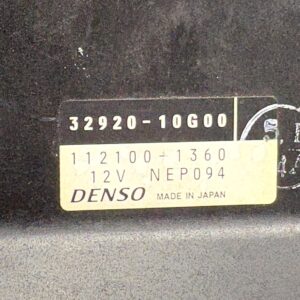 32920-10G00
112100-1360
12V NEP094
DENSO MADE IN JAPAN